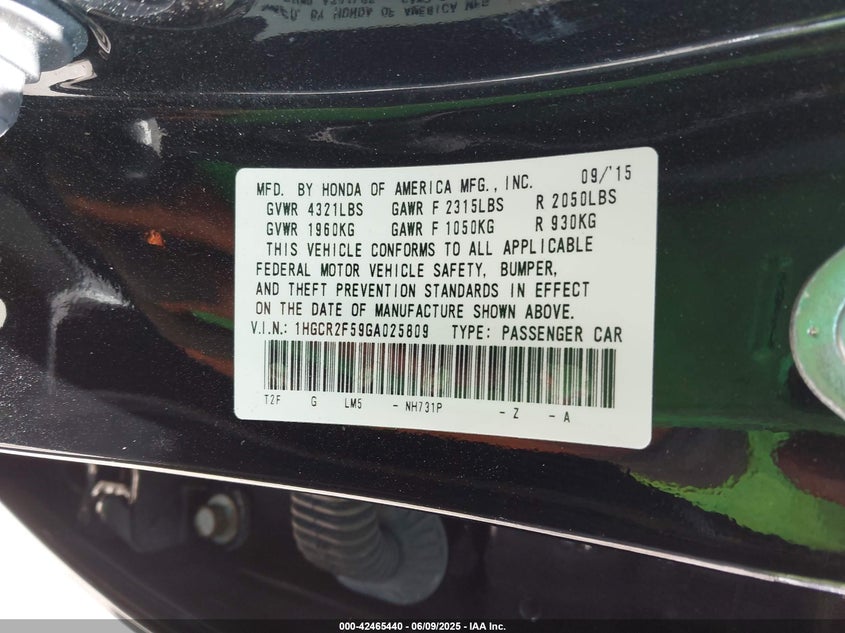 MFD. BY HONDA OF AMERICA MFG., INC. 09/'15
GVWR 4321LBS GAWR F 2315LBS R 2050LBS
GVWR 1960KG GAWR F 1050KG R 930KG
THIS VEHICLE CONFORMS TO ALL APPLICABLE
FEDERAL MOTOR VEHICLE SAFETY, BUMPER,
AND THEFT PREVENTION STANDARDS IN EFFECT
ON THE DATE OF MANUFACTURE SHOWN ABOVE.
V.I.N.: 1HGCR2F59GA025809 TYPE: PASSENGER CAR
T2F G LM5 - NH731P - Z - A
000-42465440 - 06/09/2025 - IAA Inc.